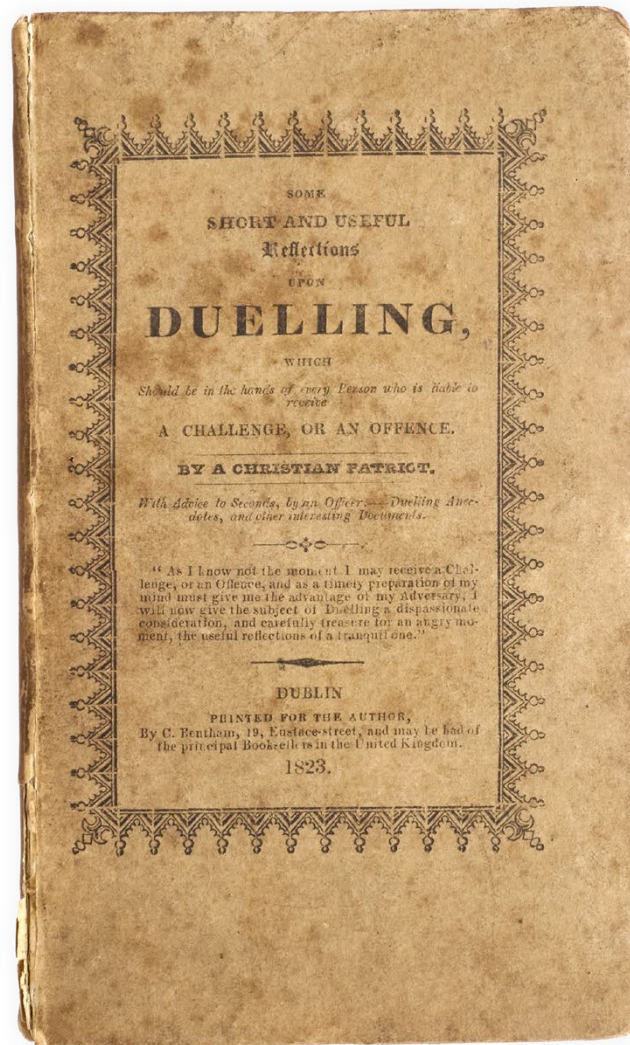 SOME
SHORT AND USEFUL
Reflections
UPON
DUELLING,
WHICH
Should be in the hands of every Person who is liable to
receive
A CHALLENGE, OR AN OFFENCE.
BY A CHRISTIAN PATRIOT.
With Advice to Seconds, by an Officer:—Duelling Anec-
dotes, and other interesting Documents.
“ As I know not the moment I may receive a Chal-
lenge, or an Offence, and as a timely preparation of my
mind must give me the advantage of my Adversary, I
will now give the subject of Duelling a dispassionate
consideration, and carefully treasure for an angry mo-
ment, the useful reflections of a tranquil one.”
DUBLIN
PRINTED FOR THE AUTHOR,
By C. Bentham, 19, Eustace-street, and may be had of
the principal Booksellers in the United Kingdom.
1823.